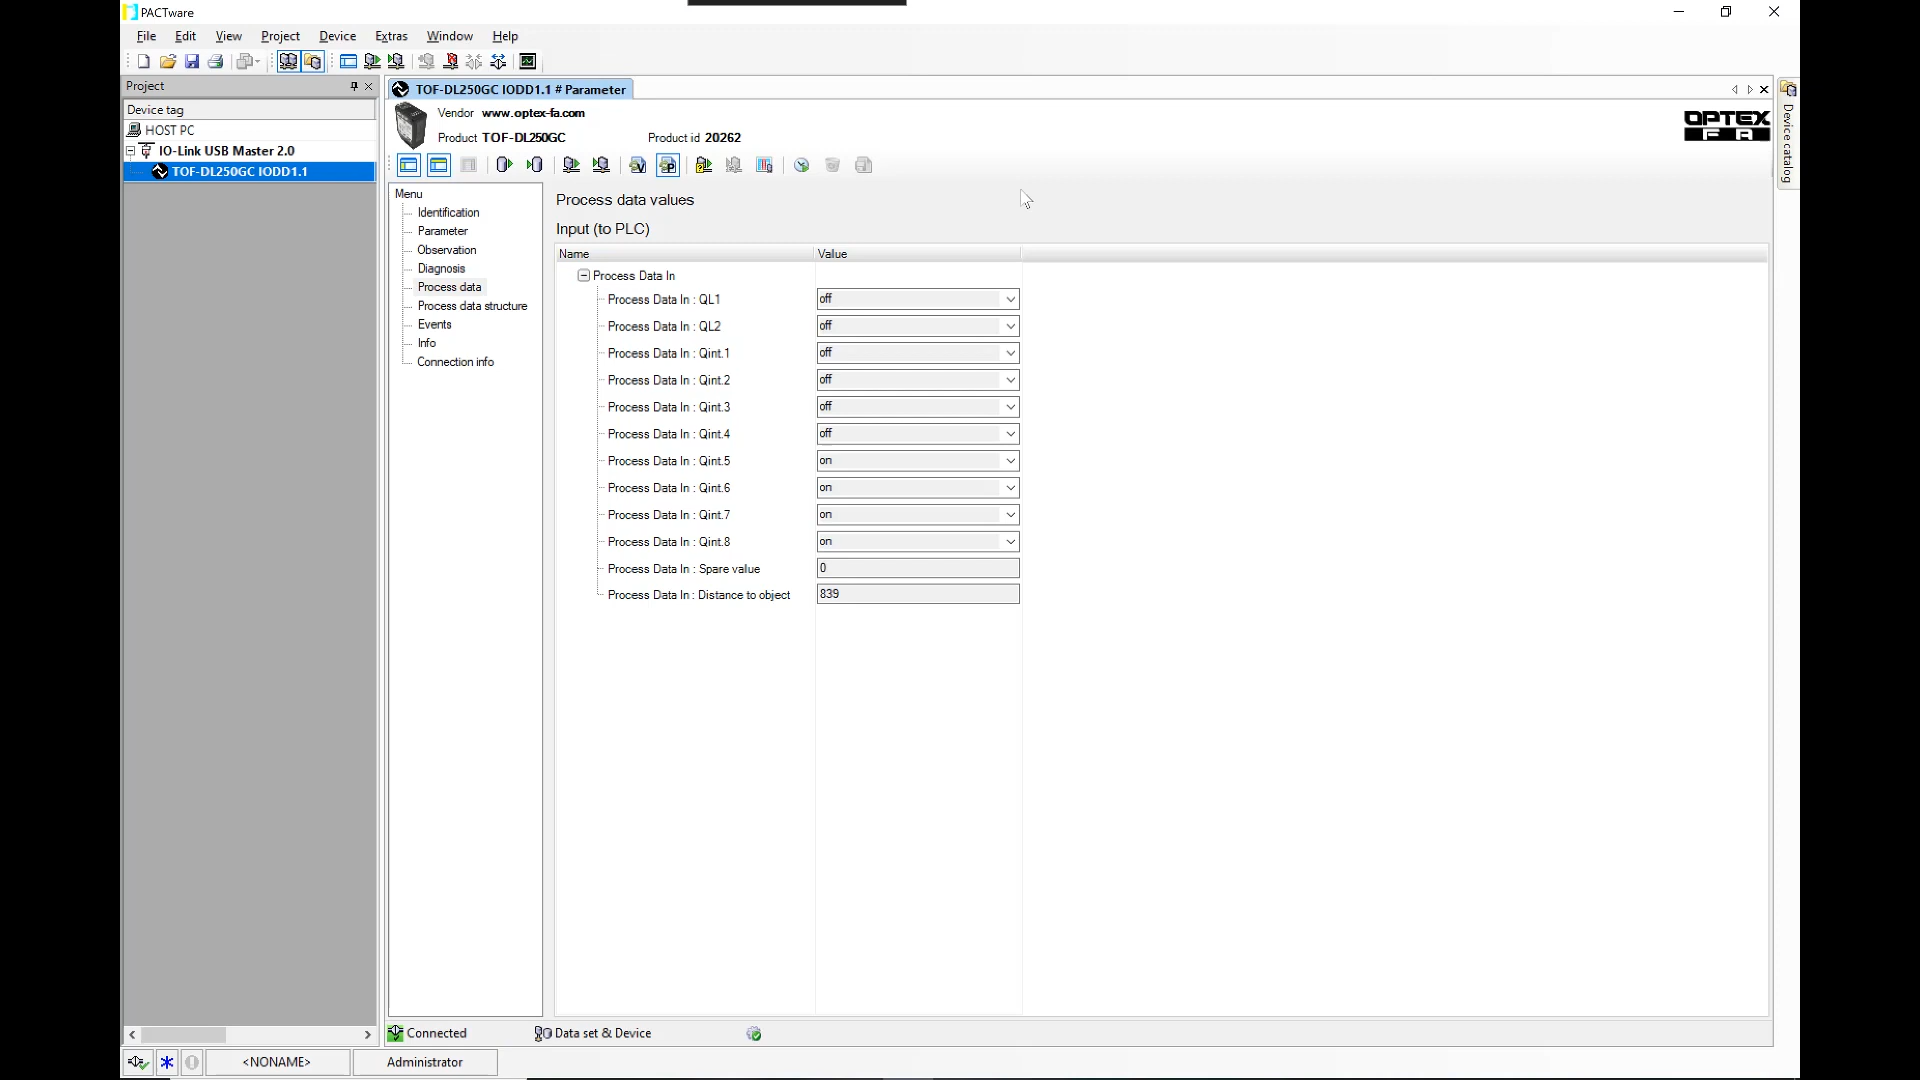 PACTware
File Edit View Project Device Extras Window Help
Project
Device tag
HOST PC
IO-Link USB Master 2.0
TOF-DL250GC IODD1.1
TOF-DL250GC IODD1.1 # Parameter
Vendor www.optex-fa.com
Product TOF-DL250GC Product id 20262
OPTEX
FA
Device catalog
Menu
Identification
Parameter
Observation
Diagnosis
Process data
Process data structure
Events
Info
Connection info
Process data values
Input (to PLC)
Name Value
Process Data In
Process Data In : QL1 off
Process Data In : QL2 off
Process Data In : Qint.1 off
Process Data In : Qint.2 off
Process Data In : Qint.3 off
Process Data In : Qint.4 off
Process Data In : Qint.5 on
Process Data In : Qint.6 on
Process Data In : Qint.7 on
Process Data In : Qint.8 on
Process Data In : Spare value 0
Process Data In : Distance to object 839
Connected Data set & Device
<NONAME> Administrator